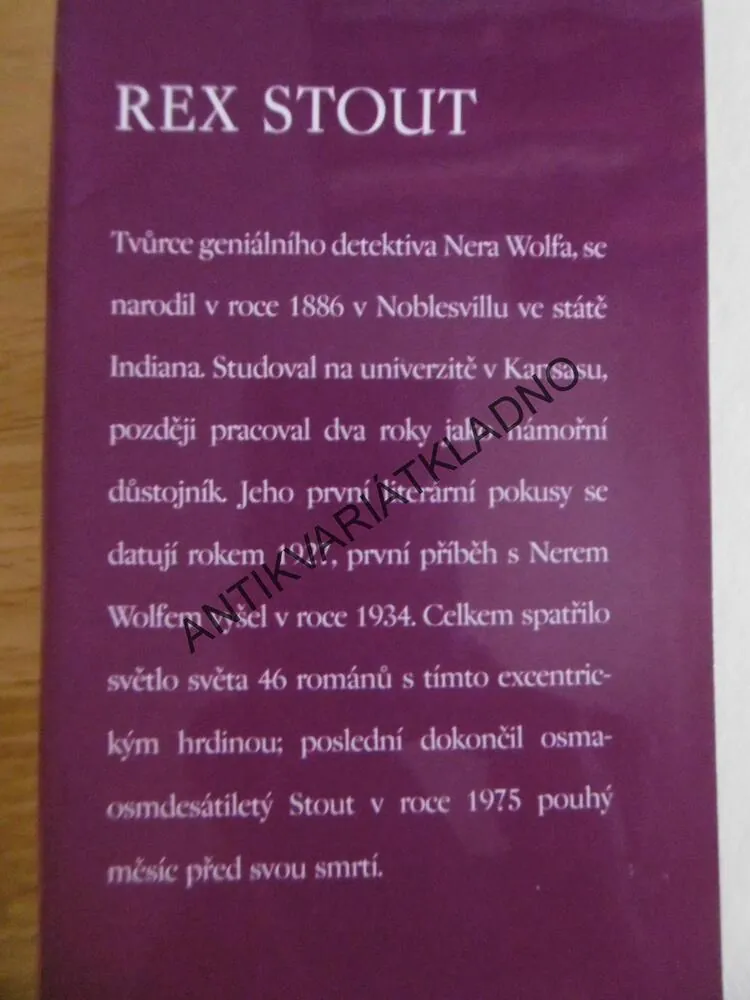 REX STOUT
Tvůrce geniálního detektiva Nera Wolfa, se
narodil v roce 1886 v Noblesvillu ve státě
Indiana. Studoval na univerzitě v Kansasu,
později pracoval dva roky jako námořní
důstojník. Jeho první literární pokusy se
datují rokem první příběh s Nerem
Wolfem vyšel v roce 1934. Celkem spatřilo
světlo světa 46 románů s tímto excentric-
kým hrdinou; poslední dokončil osma-
osmdesátiletý Stout v roce 1975 pouhý
měsíc před svou smrtí.
ANTIKVARIÁTKLADNO